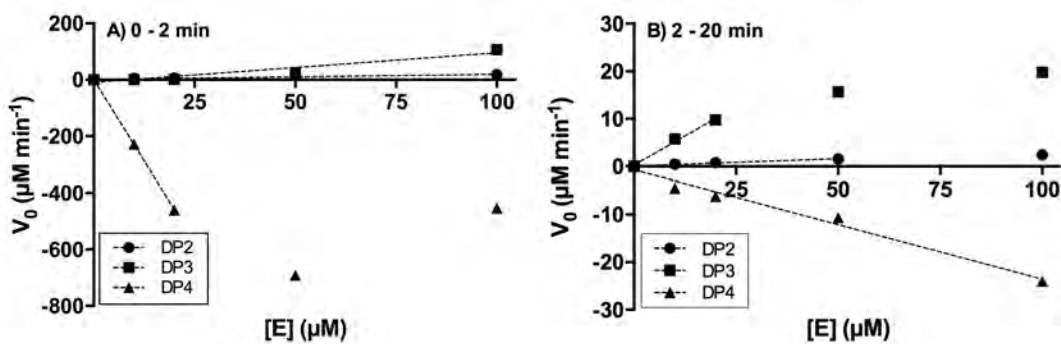 A) 0 - 2 min
200
0
-200
-400
-600
-800
25
50
75
100
V0 (µM min-1)
[E] (µM)
DP2
DP3
DP4
B) 2 - 20 min
30
20
10
0
-10
-20
-30
25
50
75
100
V0 (µM min-1)
[E] (µM)
DP2
DP3
DP4